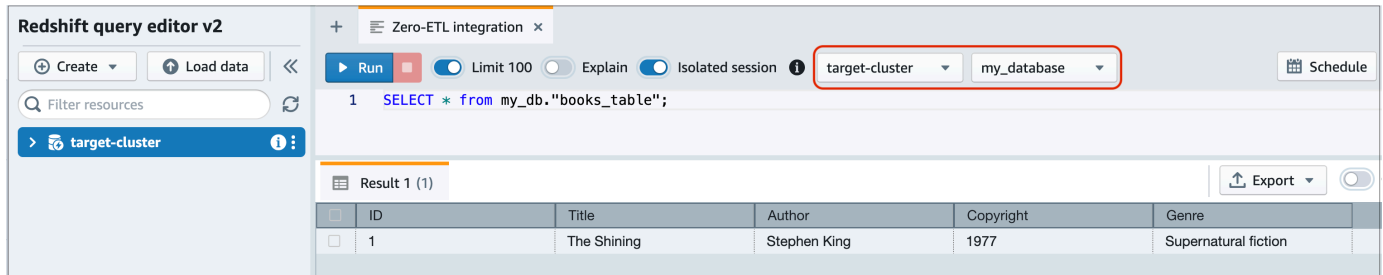 Redshift query editor v2
+ Zero-ETL integration ×
Create Load data
Run Limit 100 Explain Isolated session i target-cluster my_database Schedule
Filter resources
1 SELECT * from my_db."books_table";
target-cluster i
Result 1 (1) Export
ID Title Author Copyright Genre
1 The Shining Stephen King 1977 Supernatural fiction